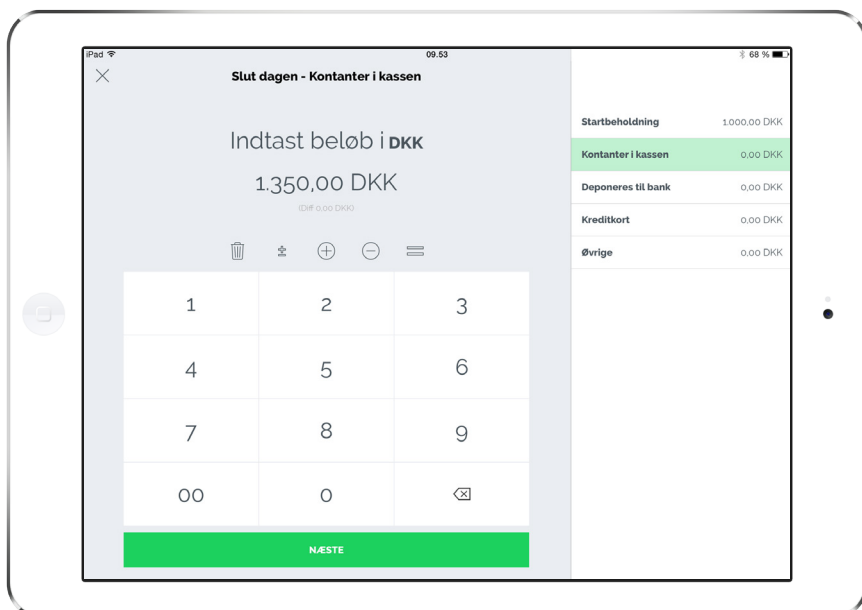 iPad 09.53 68 %
Slut dagen - Kontanter i kassen
Indtast beløb i DKK
1.350,00 DKK
(Diff 0,00 DKK)
1 2 3
4 5 6
7 8 9
00 0
NÆSTE
Startbeholdning 1.000,00 DKK
Kontanter i kassen 0,00 DKK
Deponeres til bank 0,00 DKK
Kreditkort 0,00 DKK
Øvrige 0,00 DKK